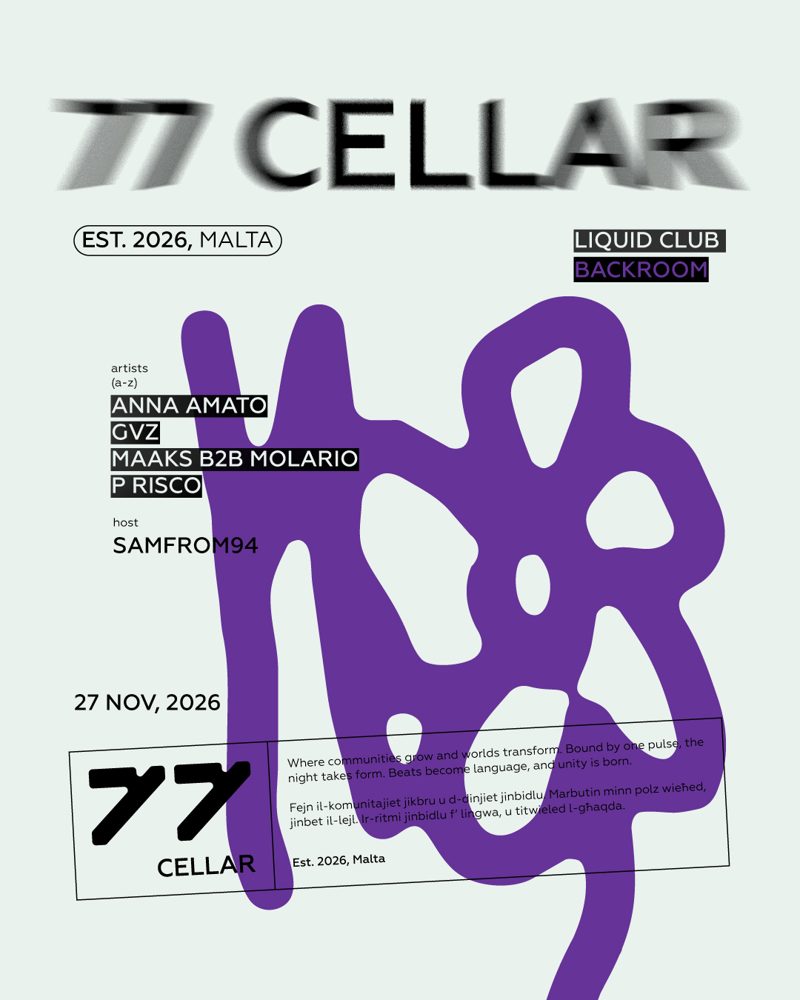 77 CELLAR
EST. 2026, MALTA
LIQUID CLUB
BACKROOM
artists
(a-z)
ANNA AMATO
GVZ
MAAKS B2B MOLARIO
P RISCO
host
SAMFROM94
27 NOV, 2026
77
CELLAR
Where communities grow and worlds transform. Bound by one pulse, the
night takes form. Beats become language, and unity is born.
Fejn il-komunitajiet jikbru u d-dinjiet jinbidlu. Marbutin minn polz wieħed,
jinbet il-lejl. Ir-ritmi jinbidlu f' lingwa, u titwieled l-għaqda.
Est. 2026, Malta